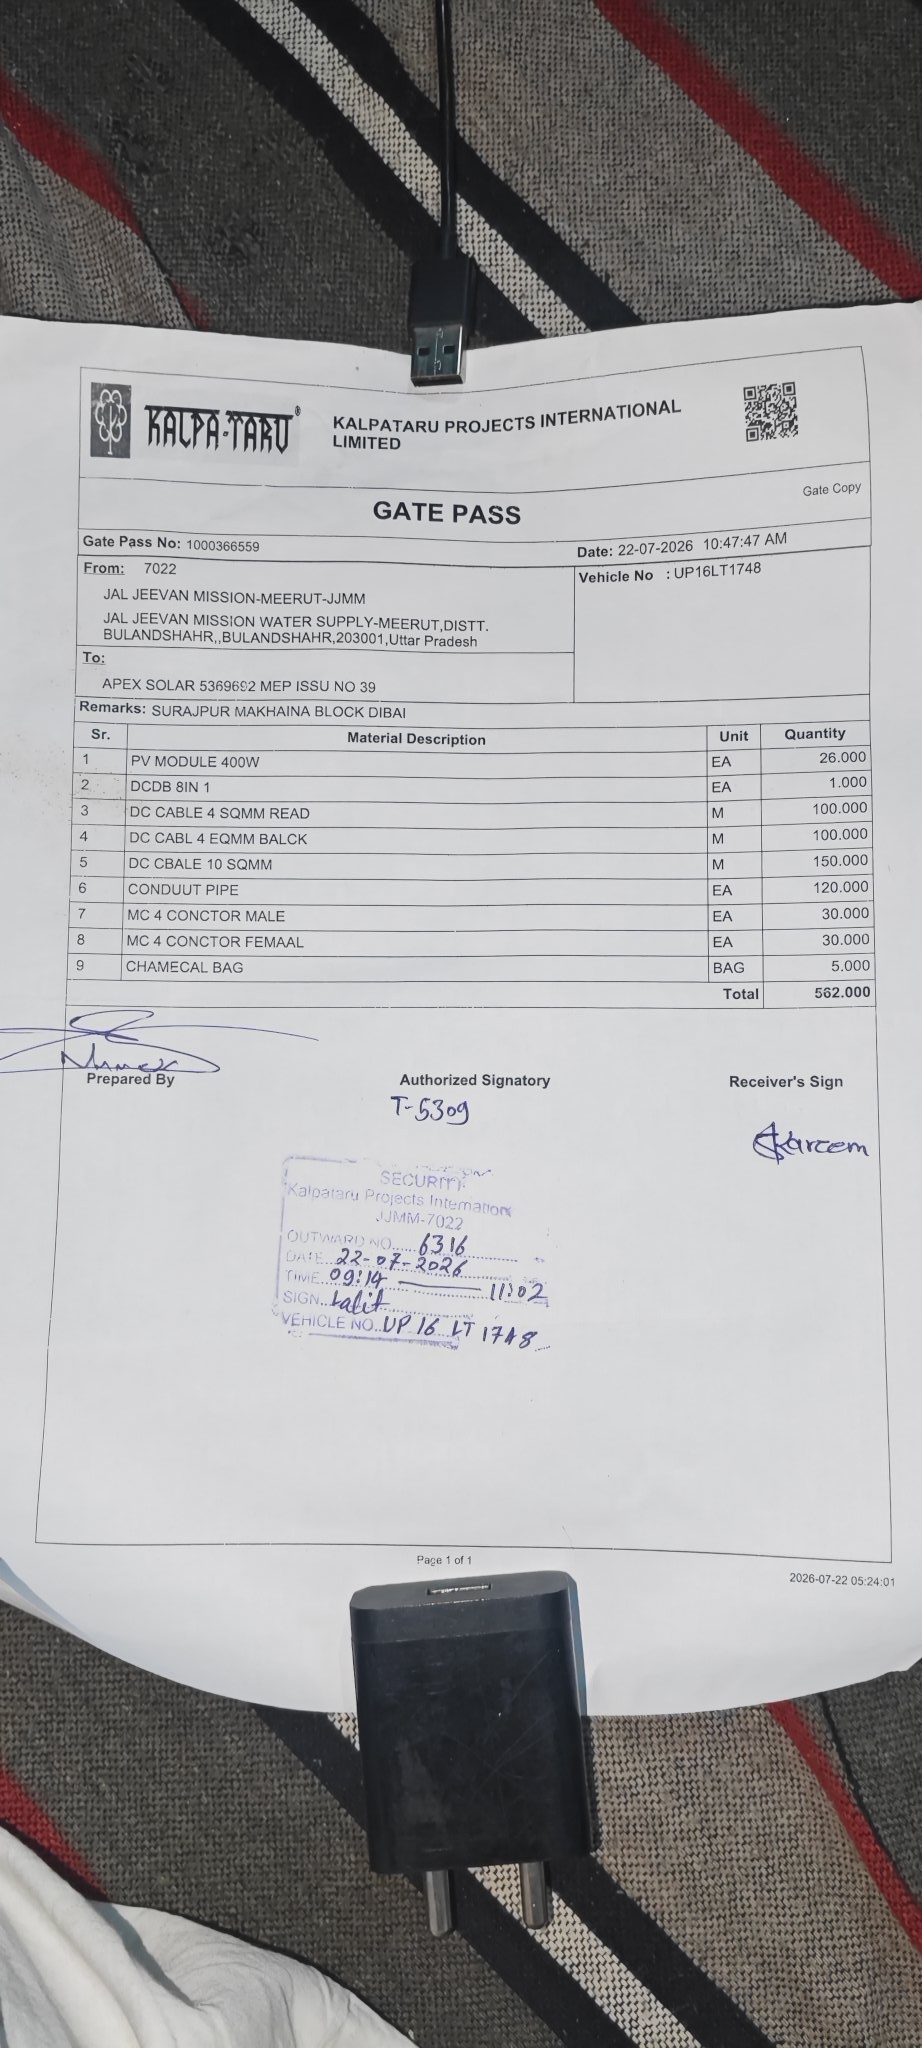 KALPA-TARU®
KALPATARU PROJECTS INTERNATIONAL
LIMITED
Gate Copy
GATE PASS
Gate Pass No: 1000366559
Date: 22-07-2026 10:47:47 AM
From: 7022
Vehicle No : UP16LT1748
JAL JEEVAN MISSION-MEERUT-JJMM
JAL JEEVAN MISSION WATER SUPPLY-MEERUT,DISTT.
BULANDSHAHR,,BULANDSHAHR,203001,Uttar Pradesh
To:
APEX SOLAR 5369692 MEP ISSU NO 39
Remarks: SURAJPUR MAKHAINA BLOCK DIBAI
Sr. Material Description Unit Quantity
1 PV MODULE 400W EA 26.000
2 DCDB 8IN 1 EA 1.000
3 DC CABLE 4 SQMM READ M 100.000
4 DC CABL 4 EQMM BALCK M 100.000
5 DC CBALE 10 SQMM M 150.000
6 CONDUUT PIPE EA 120.000
7 MC 4 CONCTOR MALE EA 30.000
8 MC 4 CONCTOR FEMAAL EA 30.000
9 CHAMECAL BAG BAG 5.000
Total 562.000
Prepared By Authorized Signatory Receiver's Sign
T-5309
Kareem
SECURITY
Kalpataru Projects Internation
JJMM-7022
OUTWARD NO. 6316
DATE 22-07-2026
TIME 09:14 — 11:02
SIGN Lalit
VEHICLE NO. UP 16 LT 1748
Page 1 of 1
2026-07-22 05:24:01